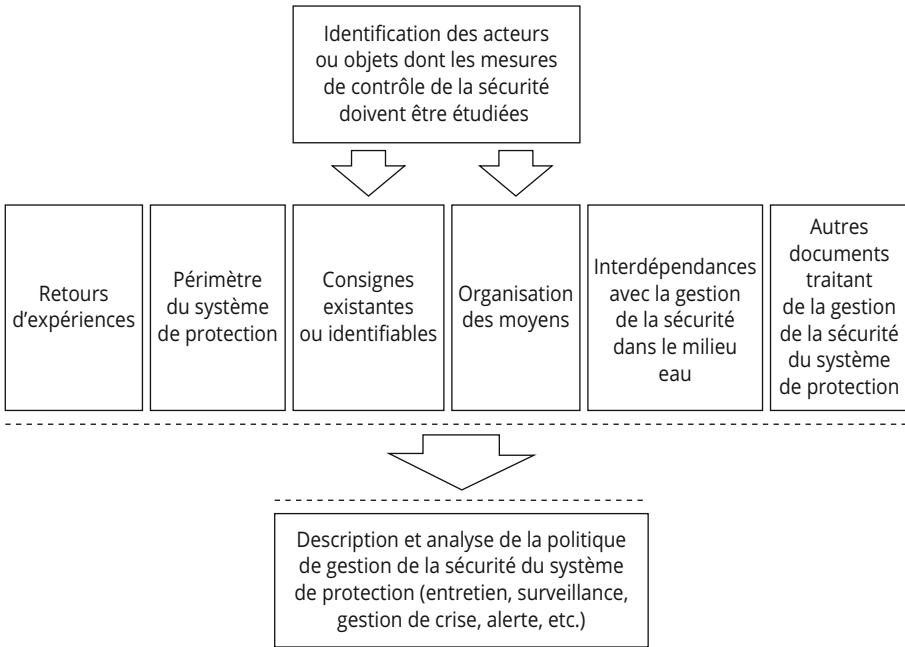 Identification des acteurs
ou objets dont les mesures
de contrôle de la sécurité
doivent être étudiées
Retours
d’expériences
Périmètre
du système
de protection
Consignes
existantes
ou identifiables
Organisation
des moyens
Interdépendances
avec la gestion
de la sécurité
dans le milieu
eau
Autres
documents
traitant
de la gestion
de la sécurité
du système
de protection
Description et analyse de la politique
de gestion de la sécurité du système
de protection (entretien, surveillance,
gestion de crise, alerte, etc.)